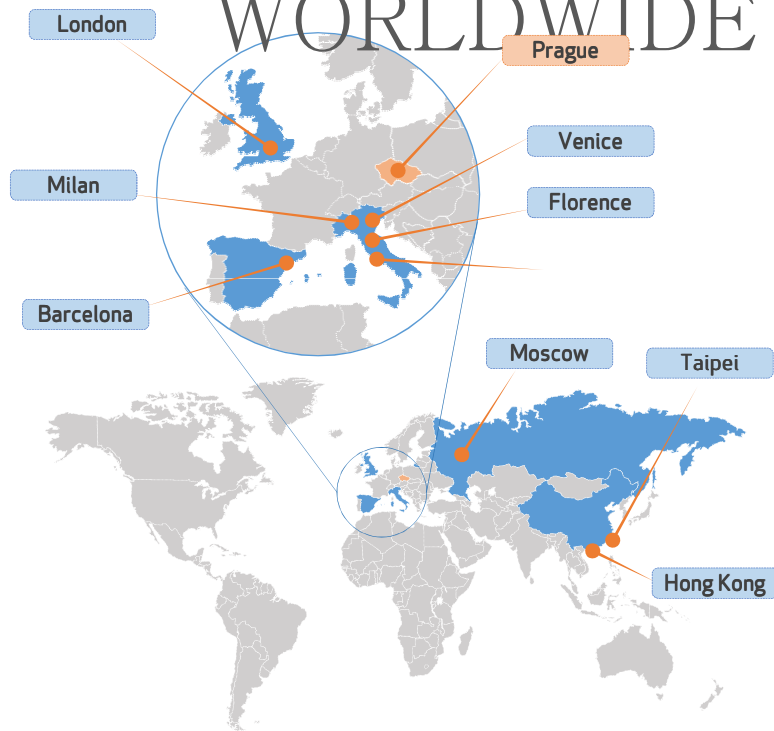 WORLDWIDE
London
Prague
Venice
Milan
Florence
Barcelona
Moscow
Taipei
Hong Kong